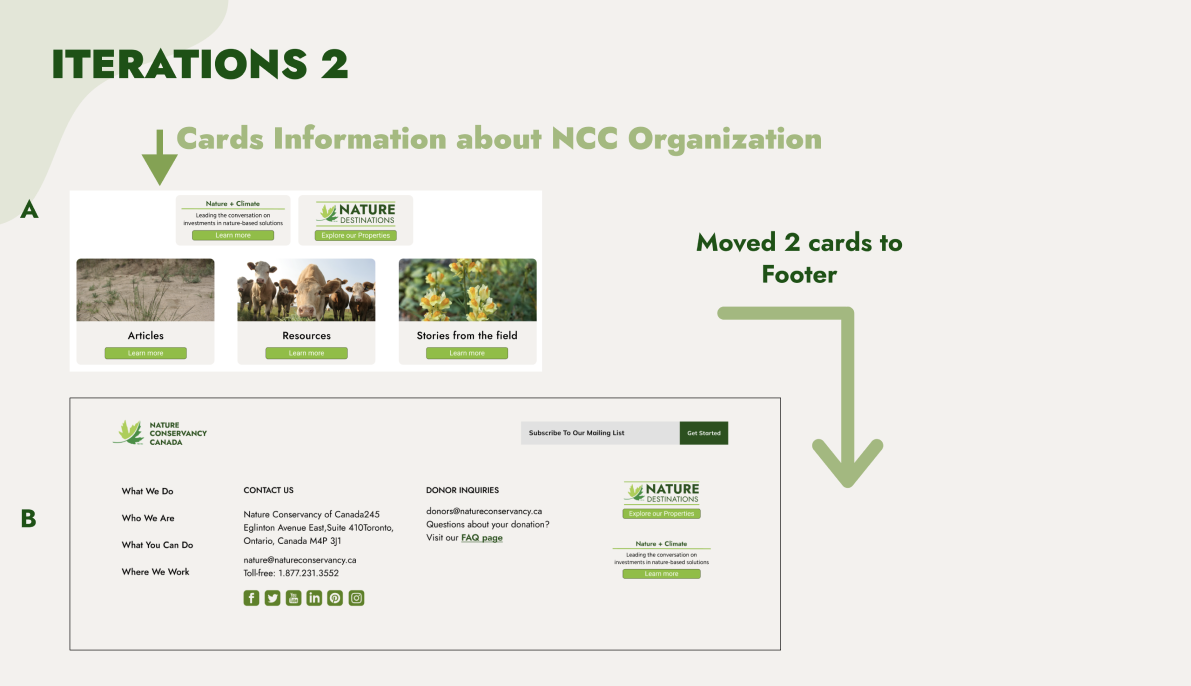 ITERATIONS 2
Cards Information about NCC Organization
A
Nature + Climate
Leading the conversation on
investments in nature-based solutions
Learn more
NATURE
DESTINATIONS
Explore our Properties
Articles
Learn more
Resources
Learn more
Stories from the field
Learn more
Moved 2 cards to
Footer
B
NATURE
CONSERVANCY
CANADA
Subscribe To Our Mailing List
Get Started
What We Do
Who We Are
What You Can Do
Where We Work
CONTACT US
Nature Conservancy of Canada245
Eglinton Avenue East,Suite 410Toronto,
Ontario, Canada M4P 3J1
nature@natureconservancy.ca
Toll-free: 1.877.231.3552
f
You
Tube
in
DONOR INQUIRIES
donors@natureconservancy.ca
Questions about your donation?
Visit our FAQ page
NATURE
DESTINATIONS
Explore our Properties
Nature + Climate
Leading the conversation on
investments in nature-based solutions
Learn more